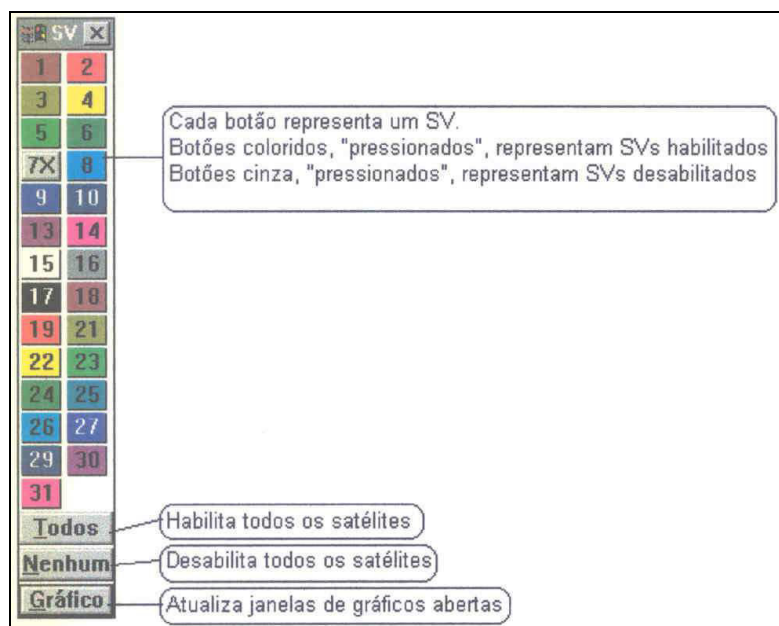 SV X
1 2
3 4
5 6
7X 8
9 10
13 14
15 16
17 18
19 21
22 23
24 25
26 27
29 30
31
Todos
Nenhum
Gráfico
Cada botão representa um SV.
Botões coloridos, "pressionados", representam SVs habilitados
Botões cinza, "pressionados", representam SVs desabilitados
Habilita todos os satélites
Desabilita todos os satélites
Atualiza janelas de gráficos abertas